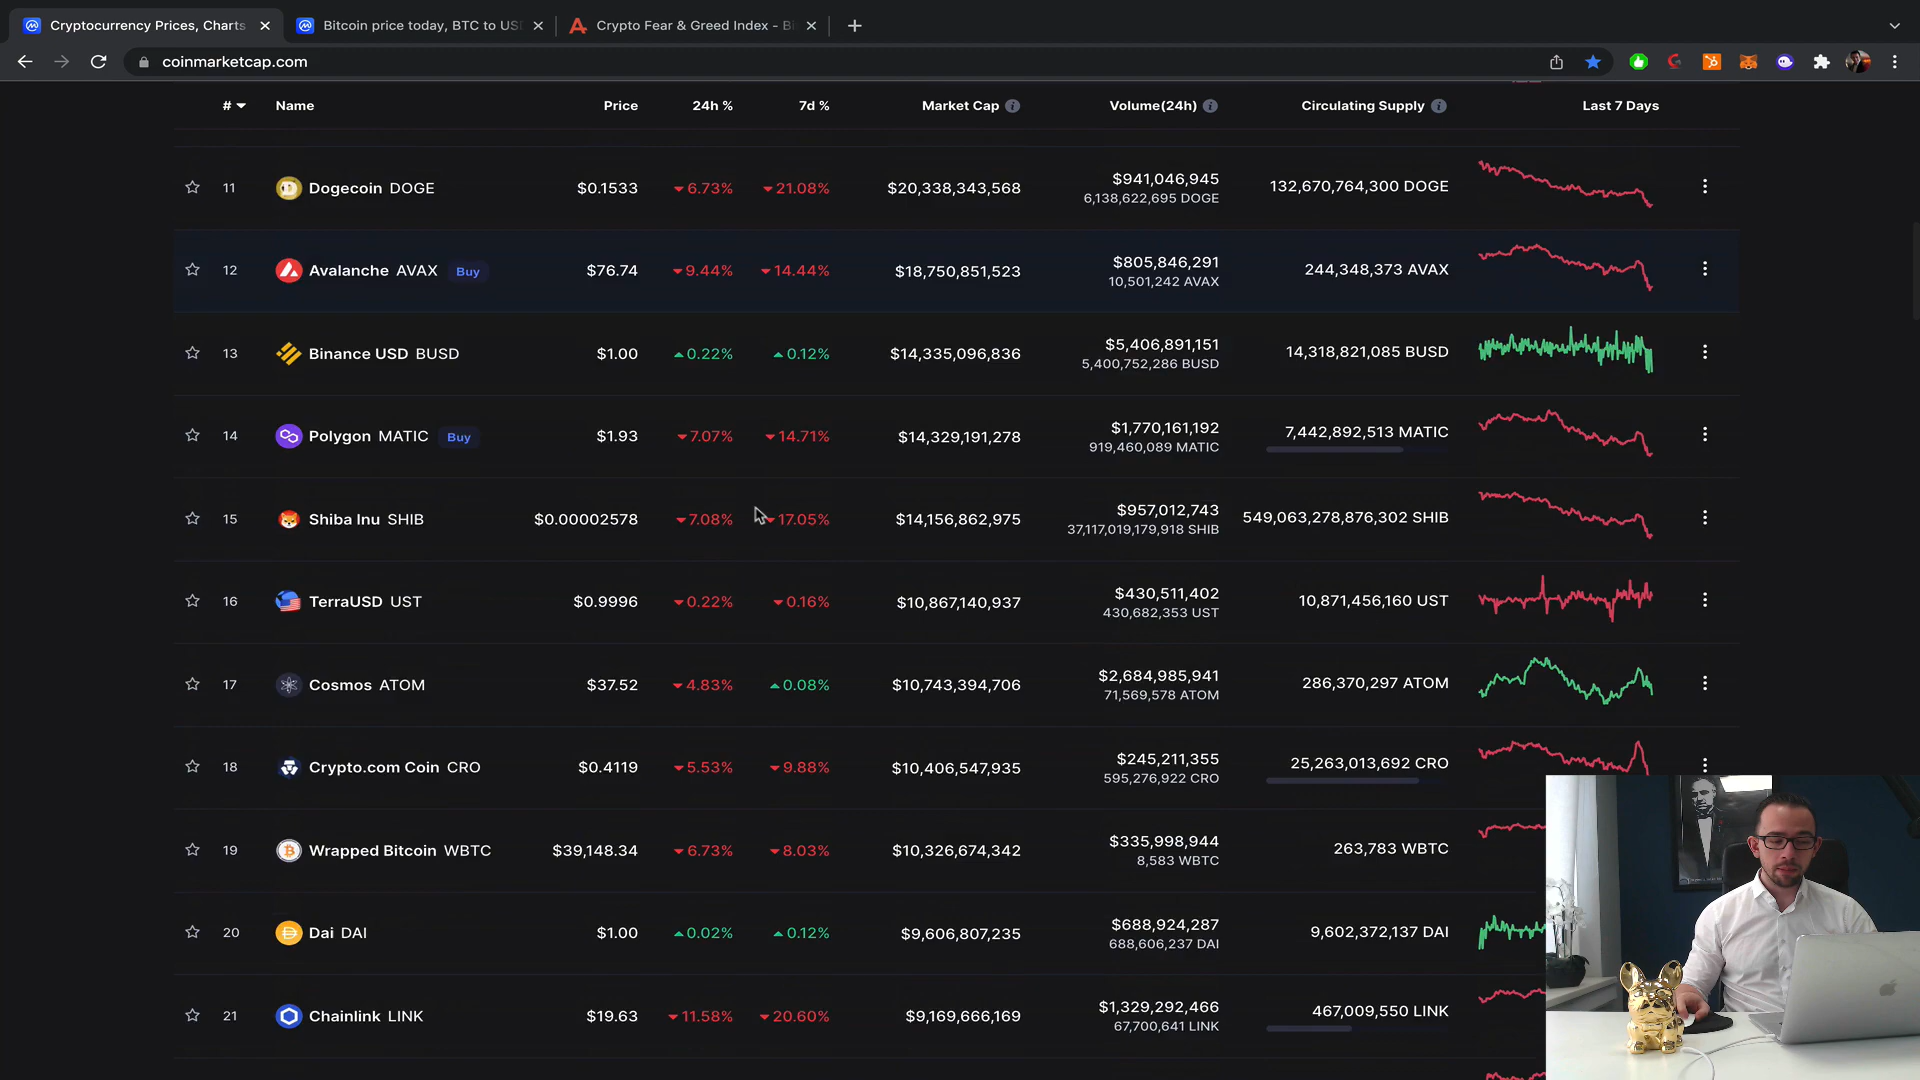 Cryptocurrency Prices, Charts
Bitcoin price today, BTC to US
Crypto Fear & Greed Index - Bi
coinmarketcap.com
# Name Price 24h % 7d % Market Cap Volume(24h) Circulating Supply Last 7 Days
11 Dogecoin DOGE $0.1533 6.73% 21.08% $20,338,343,568 $941,046,945 132,670,764,300 DOGE
6,138,622,695 DOGE
12 Avalanche AVAX Buy $76.74 9.44% 14.44% $18,750,851,523 $805,846,291 244,348,373 AVAX
10,501,242 AVAX
13 Binance USD BUSD $1.00 0.22% 0.12% $14,335,096,836 $5,406,891,151 14,318,821,085 BUSD
5,400,752,286 BUSD
14 Polygon MATIC Buy $1.93 7.07% 14.71% $14,329,191,278 $1,770,161,192 7,442,892,513 MATIC
919,460,089 MATIC
15 Shiba Inu SHIB $0.00002578 7.08% 17.05% $14,156,862,975 $957,012,743 549,063,278,876,302 SHIB
37,117,019,179,918 SHIB
16 TerraUSD UST $0.9996 0.22% 0.16% $10,867,140,937 $430,511,402 10,871,456,160 UST
430,682,353 UST
17 Cosmos ATOM $37.52 4.83% 0.08% $10,743,394,706 $2,684,985,941 286,370,297 ATOM
71,569,578 ATOM
18 Crypto.com Coin CRO $0.4119 5.53% 9.88% $10,406,547,935 $245,211,355 25,263,013,692 CRO
595,276,922 CRO
19 Wrapped Bitcoin WBTC $39,148.34 6.73% 8.03% $10,326,674,342 $335,998,944 263,783 WBTC
8,583 WBTC
20 Dai DAI $1.00 0.02% 0.12% $9,606,807,235 $688,924,287 9,602,372,137 DAI
688,606,237 DAI
21 Chainlink LINK $19.63 11.58% 20.60% $9,169,666,169 $1,329,292,466 467,009,550 LINK
67,700,641 LINK